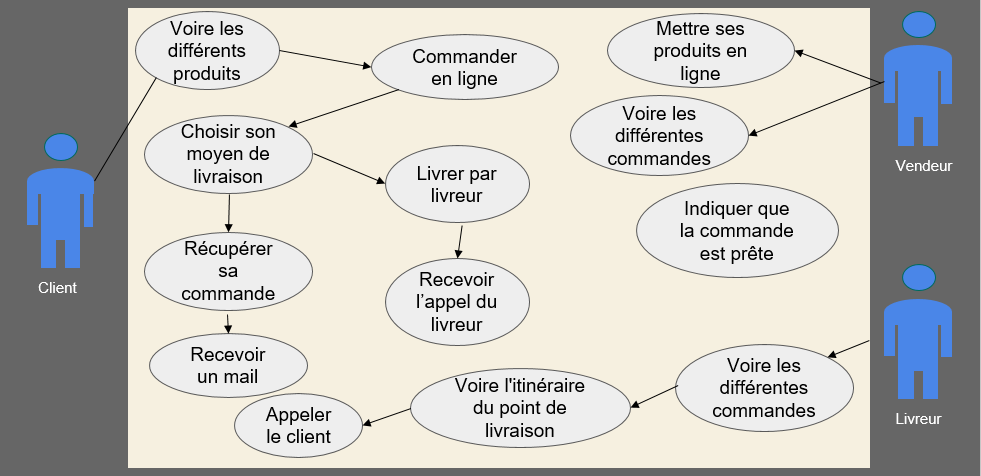 Voire les
différents
produits
Commander
en ligne
Mettre ses
produits en
ligne
Choisir son
moyen de
livraison
Voire les
différentes
commandes
Vendeur
Livrer par
livreur
Indiquer que
la commande
est prête
Client
Récupérer
sa
commande
Recevoir
l'appel du
livreur
Recevoir
un mail
Voire les
différentes
commandes
Livreur
Voire l'itinéraire
du point de
livraison
Appeler
le client